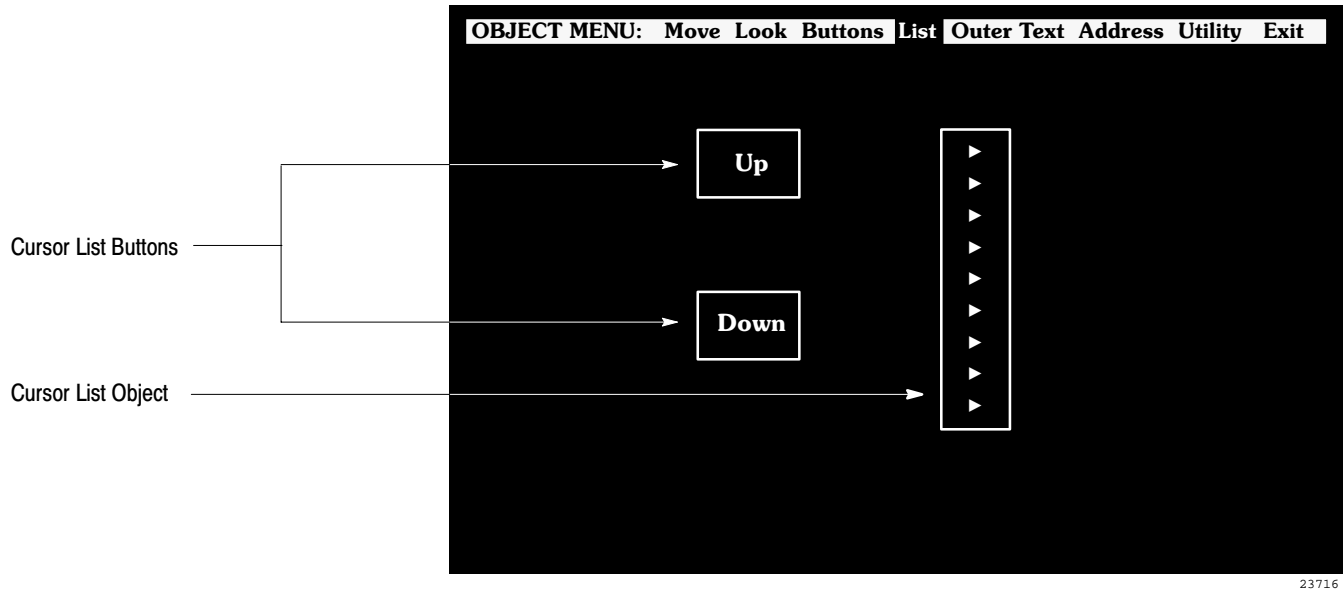 OBJECT MENU: Move Look Buttons List Outer Text Address Utility Exit
Up
Cursor List Buttons
Down
Cursor List Object
23716